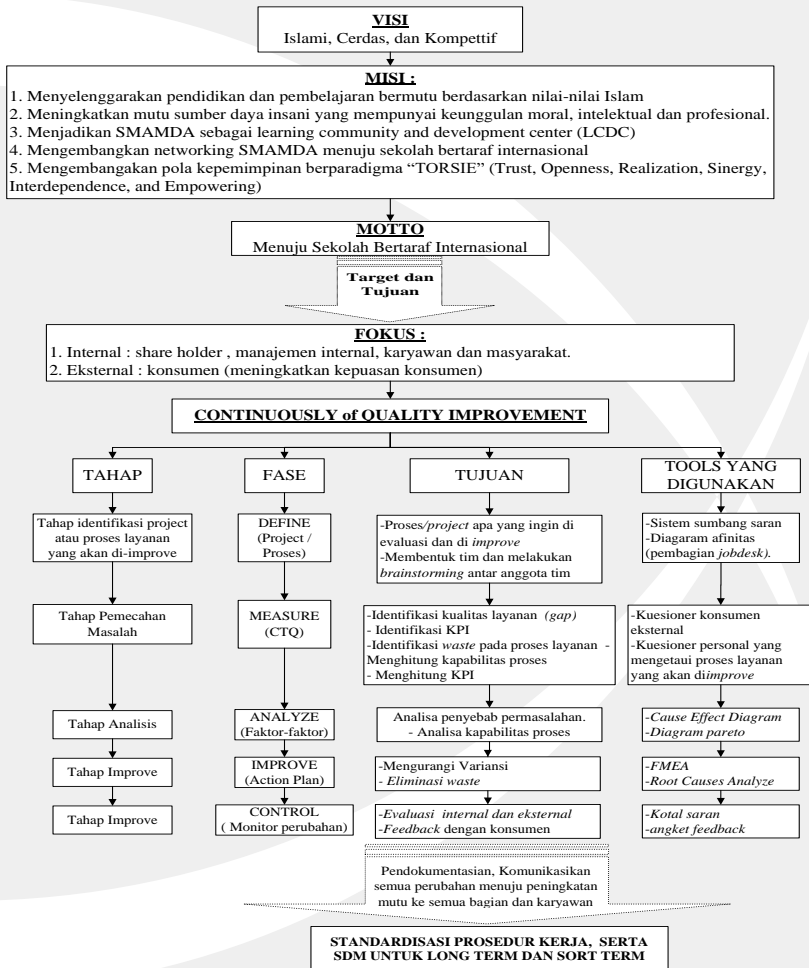 VISI
Islami, Cerdas, dan Kompettif
MISI :
1. Menyelenggarakan pendidikan dan pembelajaran bermutu berdasarkan nilai-nilai Islam
2. Meningkatkan mutu sumber daya insani yang mempunyai keunggulan moral, intelektual dan profesional.
3. Menjadikan SMAMDA sebagai learning community and development center (LCDC)
4. Mengembangkan networking SMAMDA menuju sekolah bertaraf internasional
5. Mengembangakan pola kepemimpinan berparadigma “TORSIE” (Trust, Openness, Realization, Sinergy,
Interdependence, and Empowering)
MOTTO
Menuju Sekolah Bertaraf Internasional
Target dan
Tujuan
FOKUS :
1. Internal : share holder , manajemen internal, karyawan dan masyarakat.
2. Eksternal : konsumen (meningkatkan kepuasan konsumen)
CONTINUOUSLY of QUALITY IMPROVEMENT
TAHAP
Tahap identifikasi project
atau proses layanan
yang akan di-improve
Tahap Pemecahan
Masalah
Tahap Analisis
Tahap Improve
Tahap Improve
FASE
DEFINE
(Project /
Proses)
MEASURE
(CTQ)
ANALYZE
(Faktor-faktor)
IMPROVE
(Action Plan)
CONTROL
( Monitor perubahan)
TUJUAN
-Proses/project apa yang ingin di
evaluasi dan di improve
-Membentuk tim dan melakukan
brainstorming antar anggota tim
-Identifikasi kualitas layanan (gap)
- Identifikasi KPI
-Identifikasi waste pada proses layanan -
Menghitung kapabilitas proses
- Menghitung KPI
Analisa penyebab permasalahan.
- Analisa kapabilitas proses
-Mengurangi Variansi
- Eliminasi waste
-Evaluasi internal dan eksternal
-Feedback dengan konsumen
TOOLS YANG
DIGUNAKAN
-Sistem sumbang saran
-Diagaram afinitas
(pembagian jobdesk).
-Kuesioner konsumen
eksternal
-Kuesioner personal yang
mengetaui proses layanan
yang akan diimprove
-Cause Effect Diagram
-Diagram pareto
-FMEA
-Root Causes Analyze
-Kotal saran
-angket feedback
Pendokumentasian, Komunikasikan
semua perubahan menuju peningkatan
mutu ke semua bagian dan karyawan
STANDARDISASI PROSEDUR KERJA, SERTA
SDM UNTUK LONG TERM DAN SORT TERM